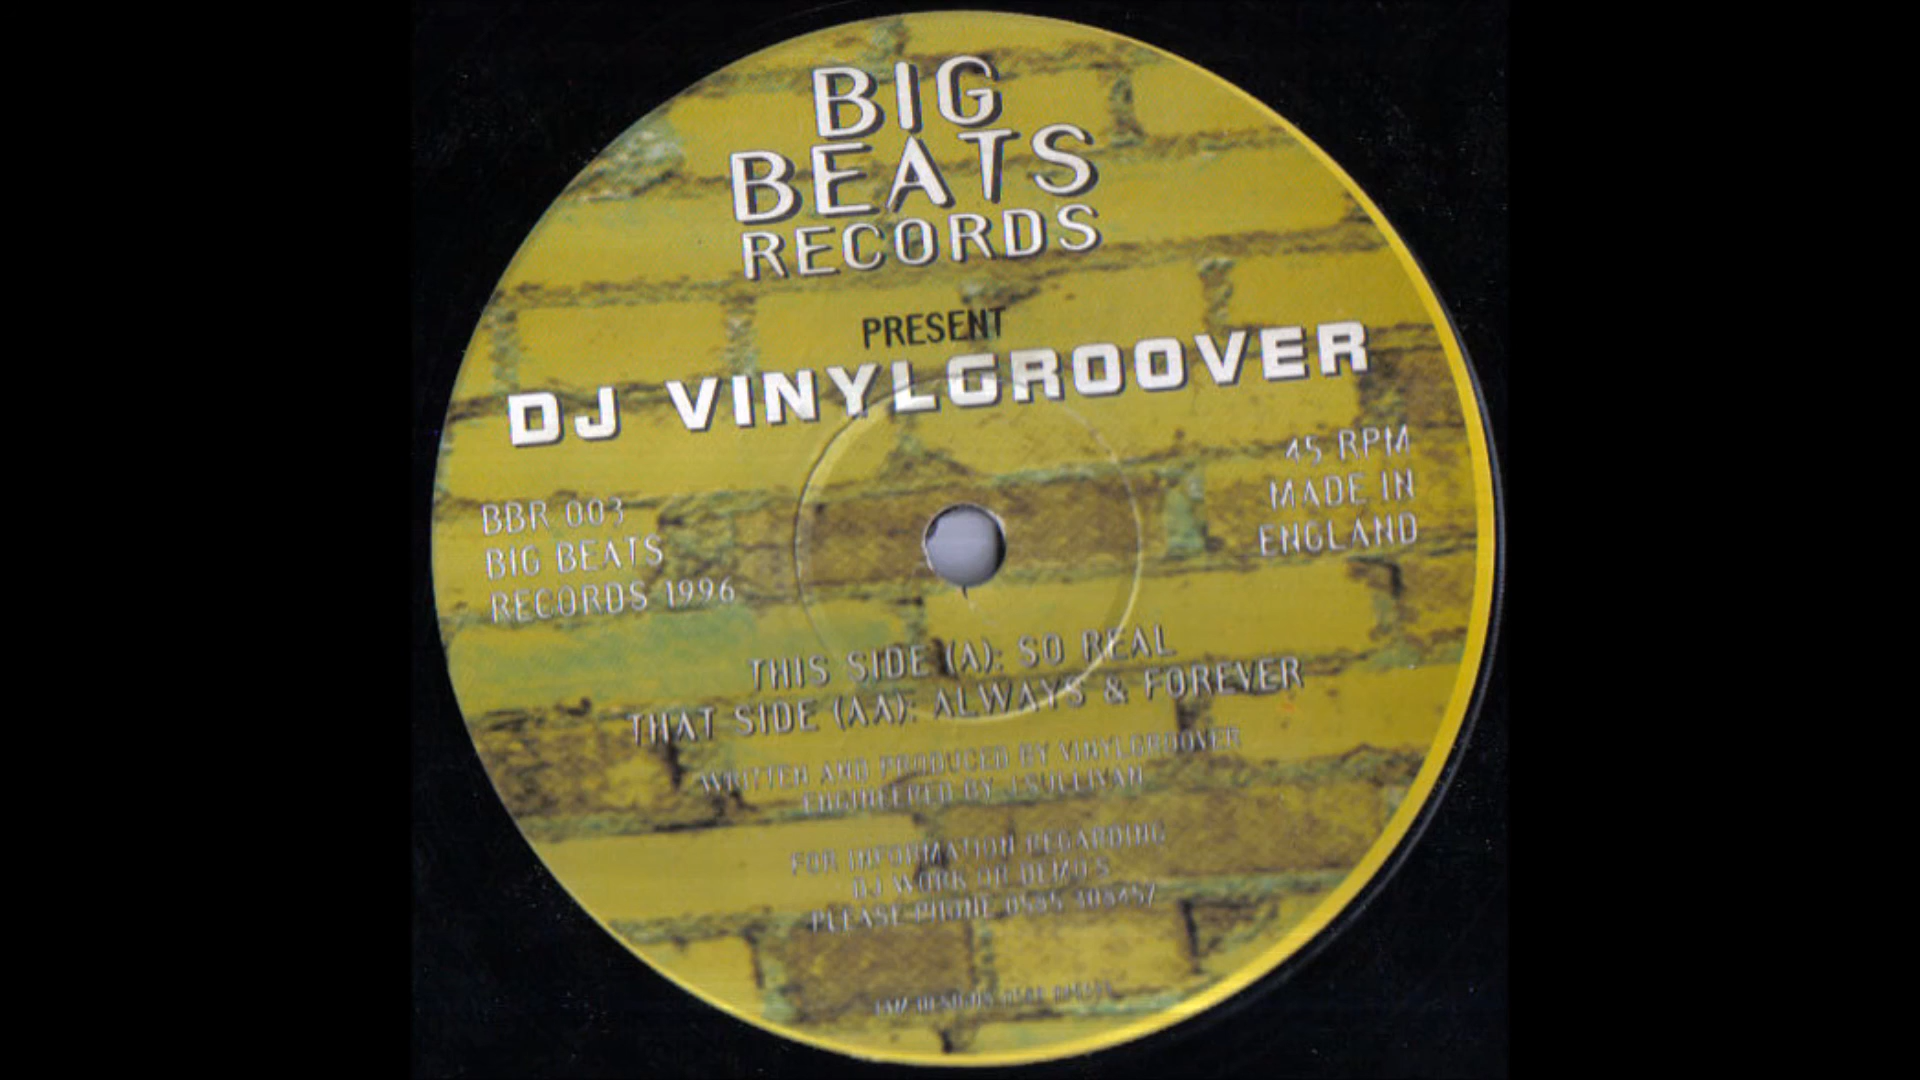 BIG
BEATS
RECORDS
PRESENT
DJ VINYLGROOVER
45 RPM
MADE IN
ENGLAND
BBR 003
BIG BEATS
RECORDS 1996
THIS SIDE (A): SO REAL
THAT SIDE (AA): ALWAYS & FOREVER
WRITTEN AND PRODUCED BY VINYLGROOVER
ENGINEERED BY J.SULLIVAN
FOR INFORMATION REGARDING
DJ WORK OR DEMO'S
PLEASE PHONE